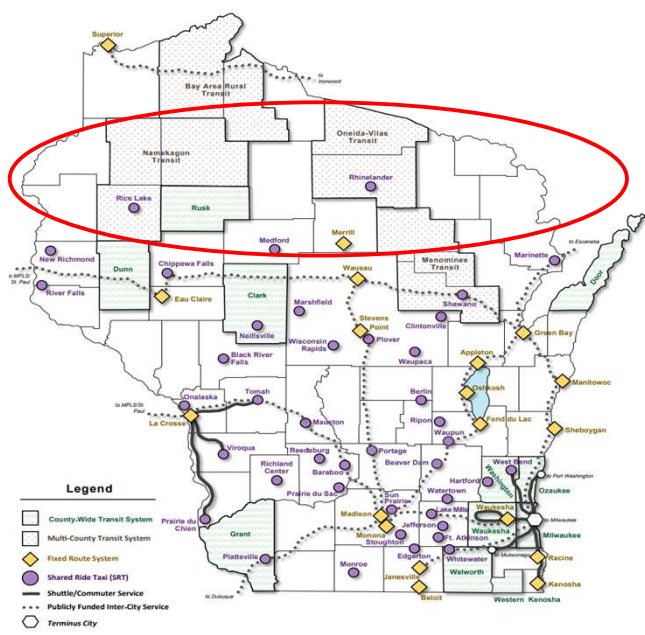 Superior
to
Ironwood
Bay Area Rural
Transit
Oneida-Vilas
Transit
Namekagon
Transit
Rhinelander
Rice Lake
Rusk
Merrill
Medford
New Richmond
Chippewa Falls
Dunn
Menominee
Transit
Marinette
to Escanaba
Door
to MPLS/
St. Paul
River Falls
Eau Claire
Wausau
Clark
Marshfield
Shawano
Stevens
Point
Clintonville
Green Bay
Neillsville
Plover
Wisconsin
Rapids
Black River
Falls
Waupaca
Appleton
Manitowoc
Oshkosh
to MPLS/St.
Paul
Onalaska
Tomah
Berlin
La Crosse
Mauston
Ripon
Fond du Lac
Sheboygan
Waupun
Viroqua
Reedsburg
Portage
Richland
Center
Baraboo
Beaver Dam
West Bend
to Port Washington
Hartford
Washington
Ozaukee
Prairie du Sac
Sun
Prairie
Watertown
Prairie du
Chien
Madison
Lake Mills
Waukesha
Jefferson
Waukesha
to Milwaukee
Monona
Stoughton
Ft. Atkinson
Milwaukee
Grant
Platteville
Edgerton
Whitewater
to Mukwonago
Racine
Monroe
Janesville
Walworth
Kenosha
Beloit
Western Kenosha
to Dubuque
Legend
County-Wide Transit System
Multi-County Transit System
Fixed Route System
Shared Ride Taxi (SRT)
Shuttle/Commuter Service
Publicly Funded Inter-City Service
Terminus City